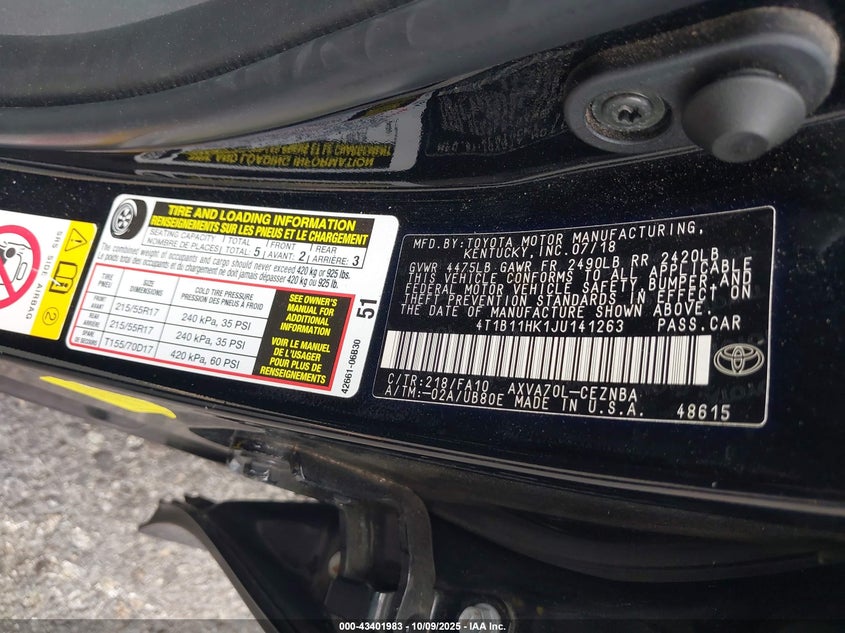 SRS SIDE AIRBAG
TIRE AND LOADING INFORMATION
RENSEIGNEMENTS SUR LES PNEUS ET LE CHARGEMENT
SEATING CAPACITY TOTAL 5 FRONT 2 REAR 3
NOMBRE DE PLACES: TOTAL: AVANT: ARRIÈRE:
The combined weight of occupants and cargo should never exceed 420 kg or 925 lbs.
Le poids total des occupants et du chargement ne doit jamais dépasser 420 kg ou 925 lb.
TIRE SIZE COLD TIRE PRESSURE
PNEU DIMENSIONS PRESSION DES PNEUS À FROID
FRONT AVANT 215/55R17 240 kPa, 35 PSI
REAR ARRIÈRE 215/55R17 240 kPa, 35 PSI
SPARE DE SECOURS T155/70D17 420 kPa, 60 PSI
SEE OWNER'S
MANUAL FOR
ADDITIONAL
INFORMATION
VOIR LE MANUEL
DE L'USAGER
POUR PLUS DE
RENSEIGNEMENTS
51
42661-06B30
MFD.BY:TOYOTA MOTOR MANUFACTURING,
KENTUCKY, INC. 07/18
GVWR 4475LB GAWR FR 2490LB RR 2420LB
THIS VEHICLE CONFORMS TO ALL APPLICABLE
FEDERAL MOTOR VEHICLE SAFETY,BUMPER,AND
THEFT PREVENTION STANDARDS IN EFFECT ON
THE DATE OF MANUFACTURE SHOWN ABOVE.
4T1B11HK1JU141263 PASS.CAR
C/TR:218/FA10 AXVA70L-CEZNBA
A/TM:-02A/UB80E MADE IN U.S.A.
48615
TOYOTA
000-43401983 - 10/09/2025 - IAA Inc.